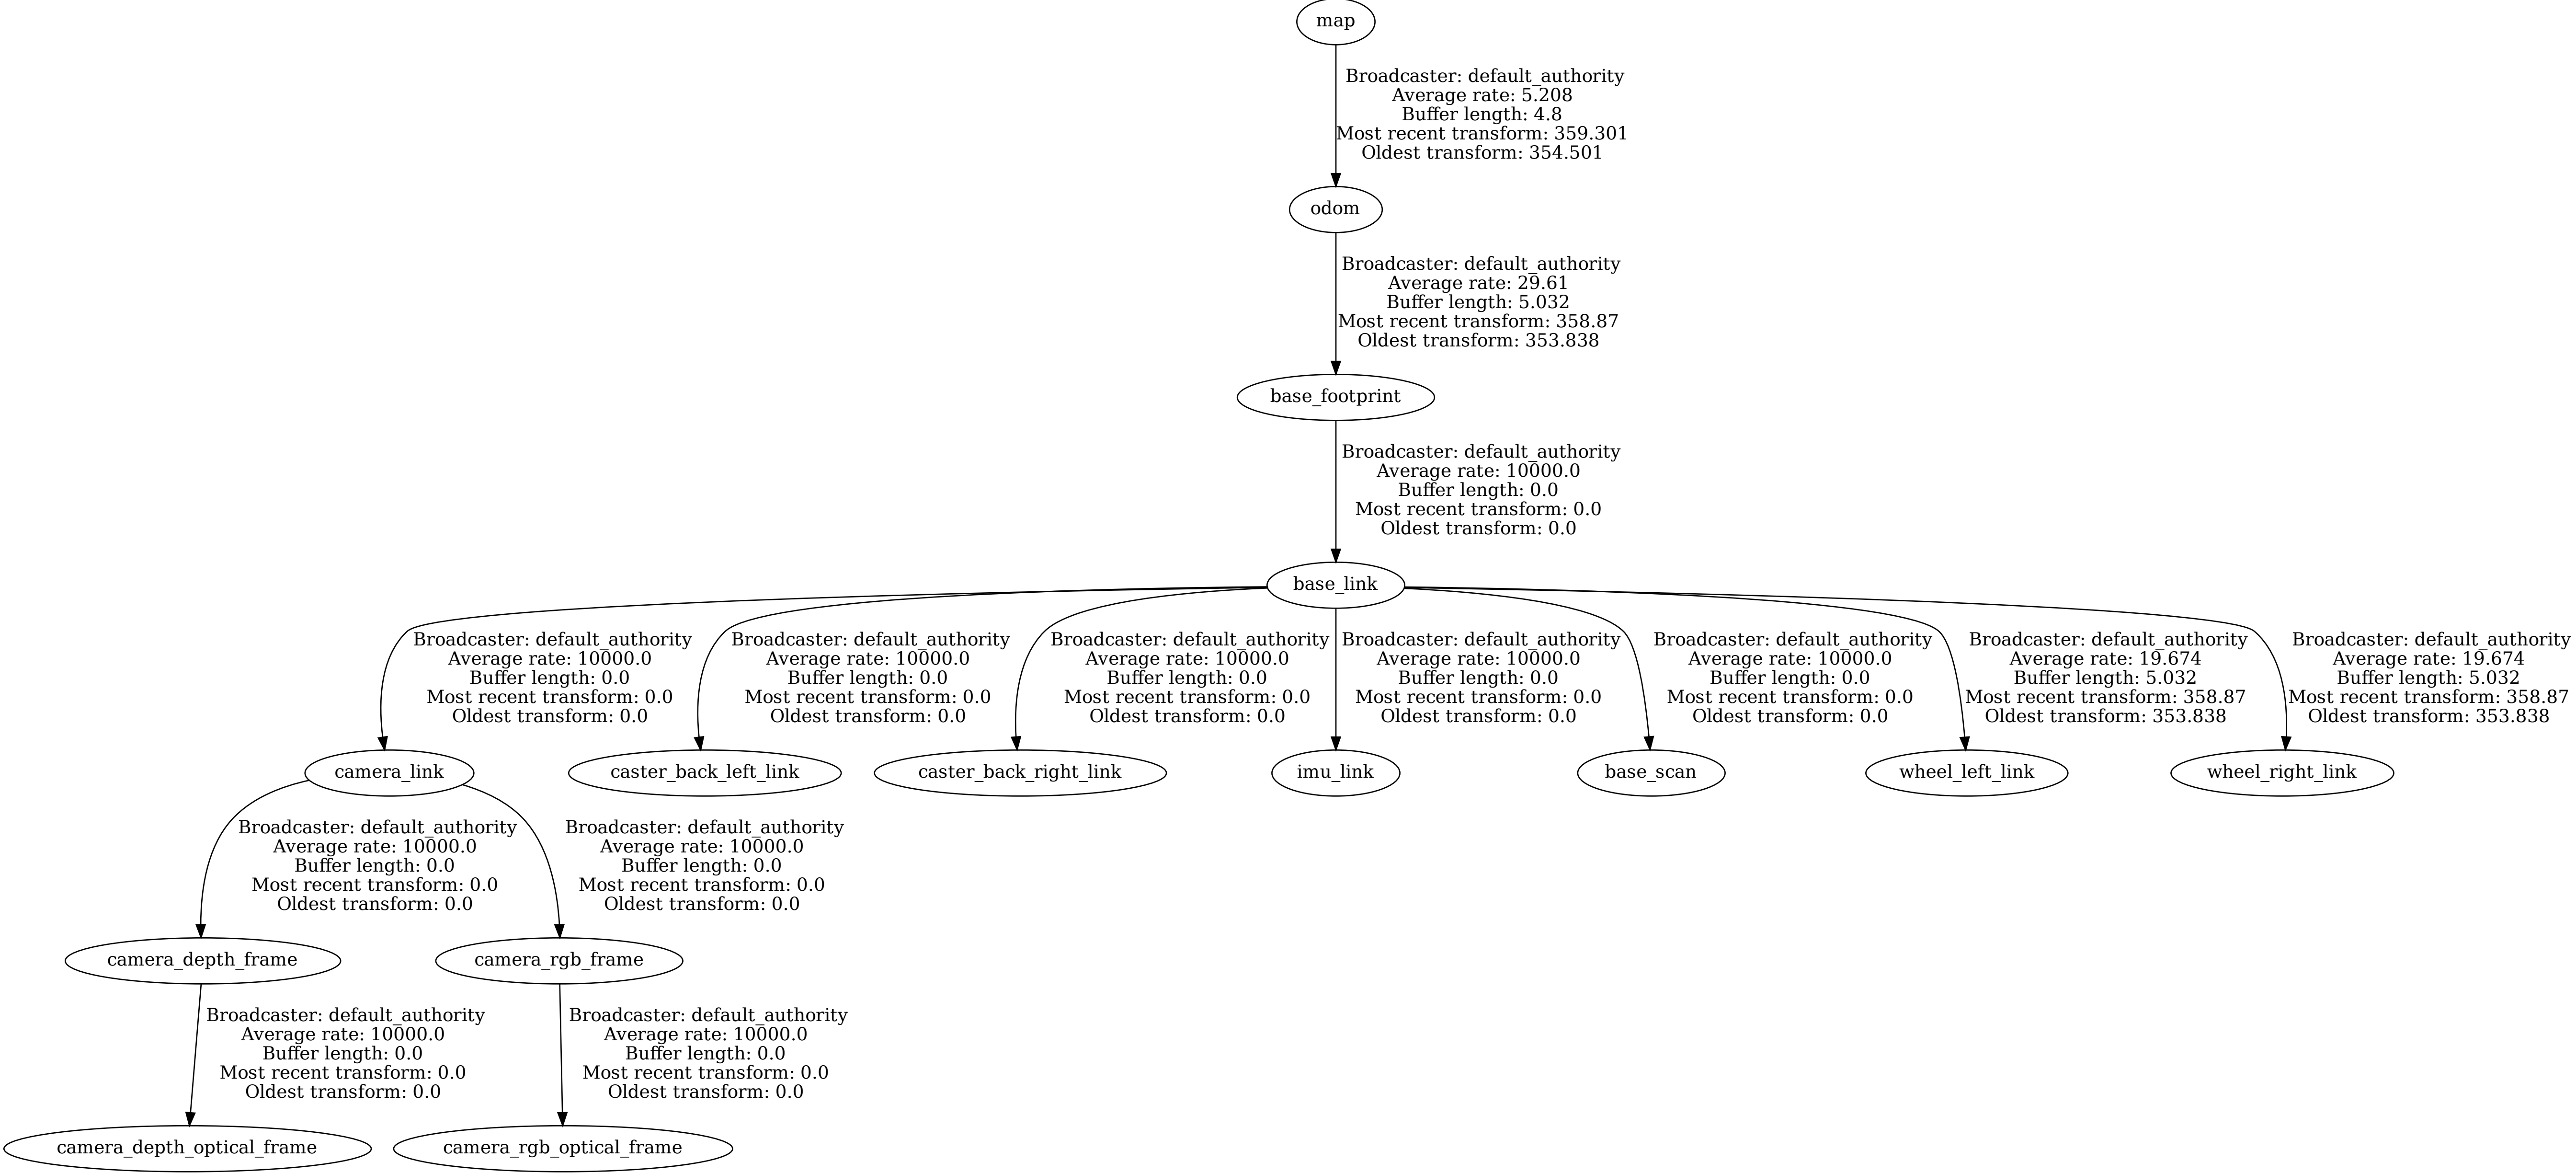 map
Broadcaster: default_authority
Average rate: 5.208
Buffer length: 4.8
Most recent transform: 359.301
Oldest transform: 354.501
odom
Broadcaster: default_authority
Average rate: 29.61
Buffer length: 5.032
Most recent transform: 358.87
Oldest transform: 353.838
base_footprint
Broadcaster: default_authority
Average rate: 10000.0
Buffer length: 0.0
Most recent transform: 0.0
Oldest transform: 0.0
base_link
Broadcaster: default_authority
Average rate: 10000.0
Buffer length: 0.0
Most recent transform: 0.0
Oldest transform: 0.0
Broadcaster: default_authority
Average rate: 10000.0
Buffer length: 0.0
Most recent transform: 0.0
Oldest transform: 0.0
Broadcaster: default_authority
Average rate: 10000.0
Buffer length: 0.0
Most recent transform: 0.0
Oldest transform: 0.0
Broadcaster: default_authority
Average rate: 10000.0
Buffer length: 0.0
Most recent transform: 0.0
Oldest transform: 0.0
Broadcaster: default_authority
Average rate: 10000.0
Buffer length: 0.0
Most recent transform: 0.0
Oldest transform: 0.0
Broadcaster: default_authority
Average rate: 19.674
Buffer length: 5.032
Most recent transform: 358.87
Oldest transform: 353.838
Broadcaster: default_authority
Average rate: 19.674
Buffer length: 5.032
Most recent transform: 358.87
Oldest transform: 353.838
camera_link
caster_back_left_link
caster_back_right_link
imu_link
base_scan
wheel_left_link
wheel_right_link
Broadcaster: default_authority
Average rate: 10000.0
Buffer length: 0.0
Most recent transform: 0.0
Oldest transform: 0.0
Broadcaster: default_authority
Average rate: 10000.0
Buffer length: 0.0
Most recent transform: 0.0
Oldest transform: 0.0
camera_depth_frame
camera_rgb_frame
Broadcaster: default_authority
Average rate: 10000.0
Buffer length: 0.0
Most recent transform: 0.0
Oldest transform: 0.0
Broadcaster: default_authority
Average rate: 10000.0
Buffer length: 0.0
Most recent transform: 0.0
Oldest transform: 0.0
camera_depth_optical_frame
camera_rgb_optical_frame